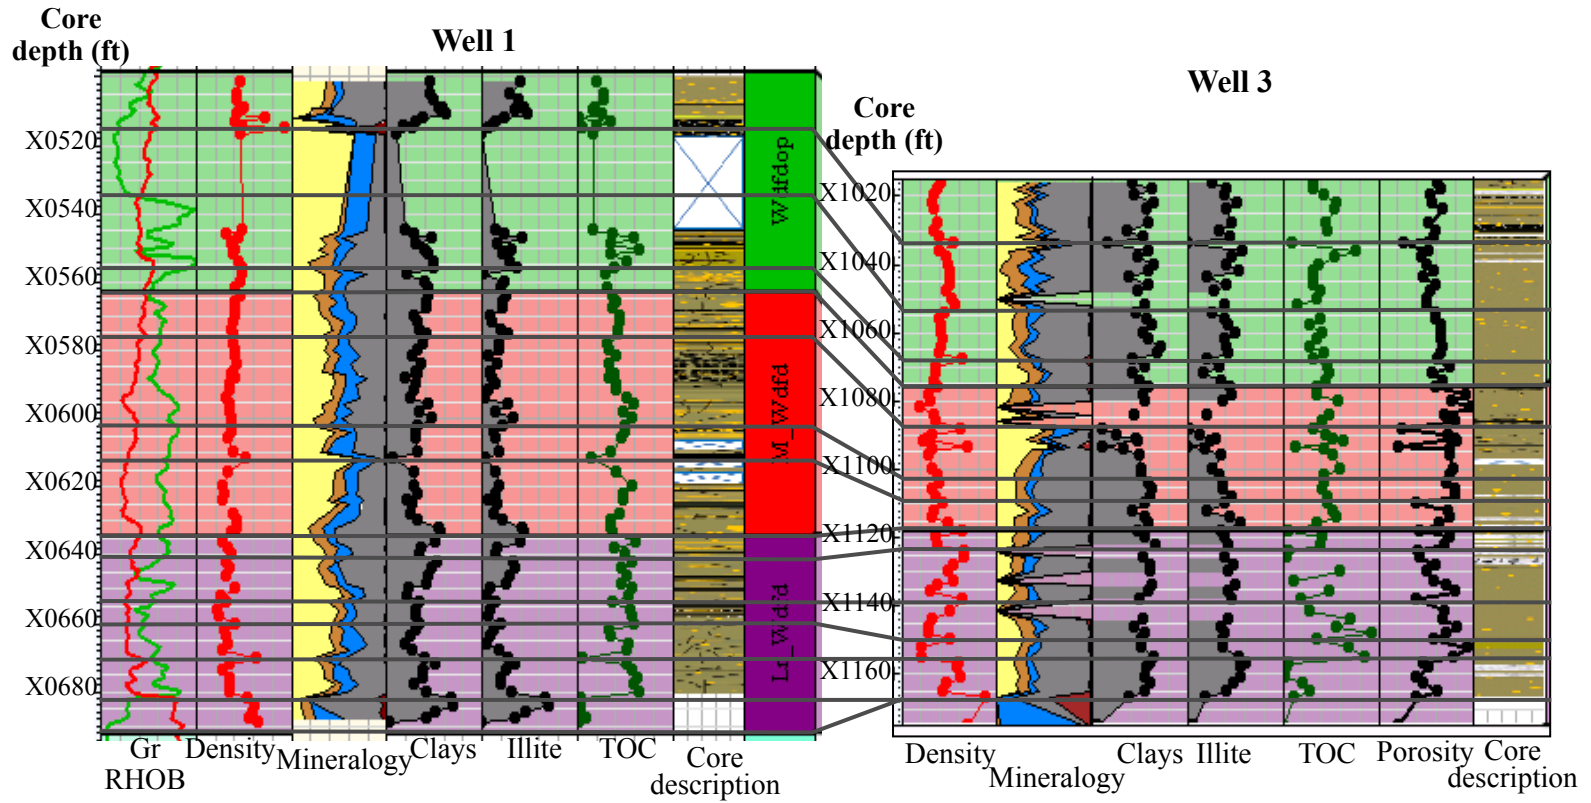 Core
depth (ft)
Well 1
Well 3
Core
depth (ft)
X0520
X0540
X0560
X0580
X0600
X0620
X0640
X0660
X0680
Wdfdop
M_Wdfd
Lr_Wdfd
X1020
X1040
X1060
X1080
X1100
X1120
X1140
X1160
Gr
RHOB
Density
Mineralogy
Clays
Illite
TOC
Core
description
Density
Mineralogy
Clays
Illite
TOC
Porosity
Core
description